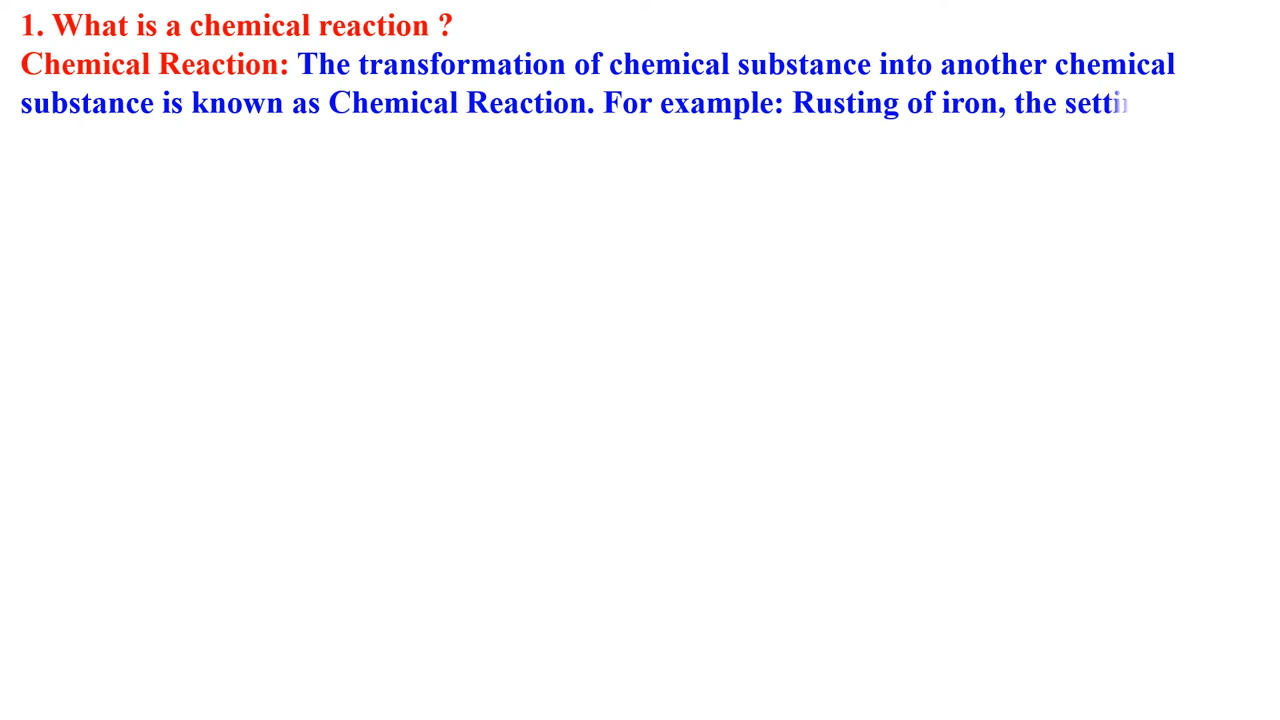 1. What is a chemical reaction ?
Chemical Reaction: The transformation of chemical substance into another chemical
substance is known as Chemical Reaction. For example: Rusting of iron, the